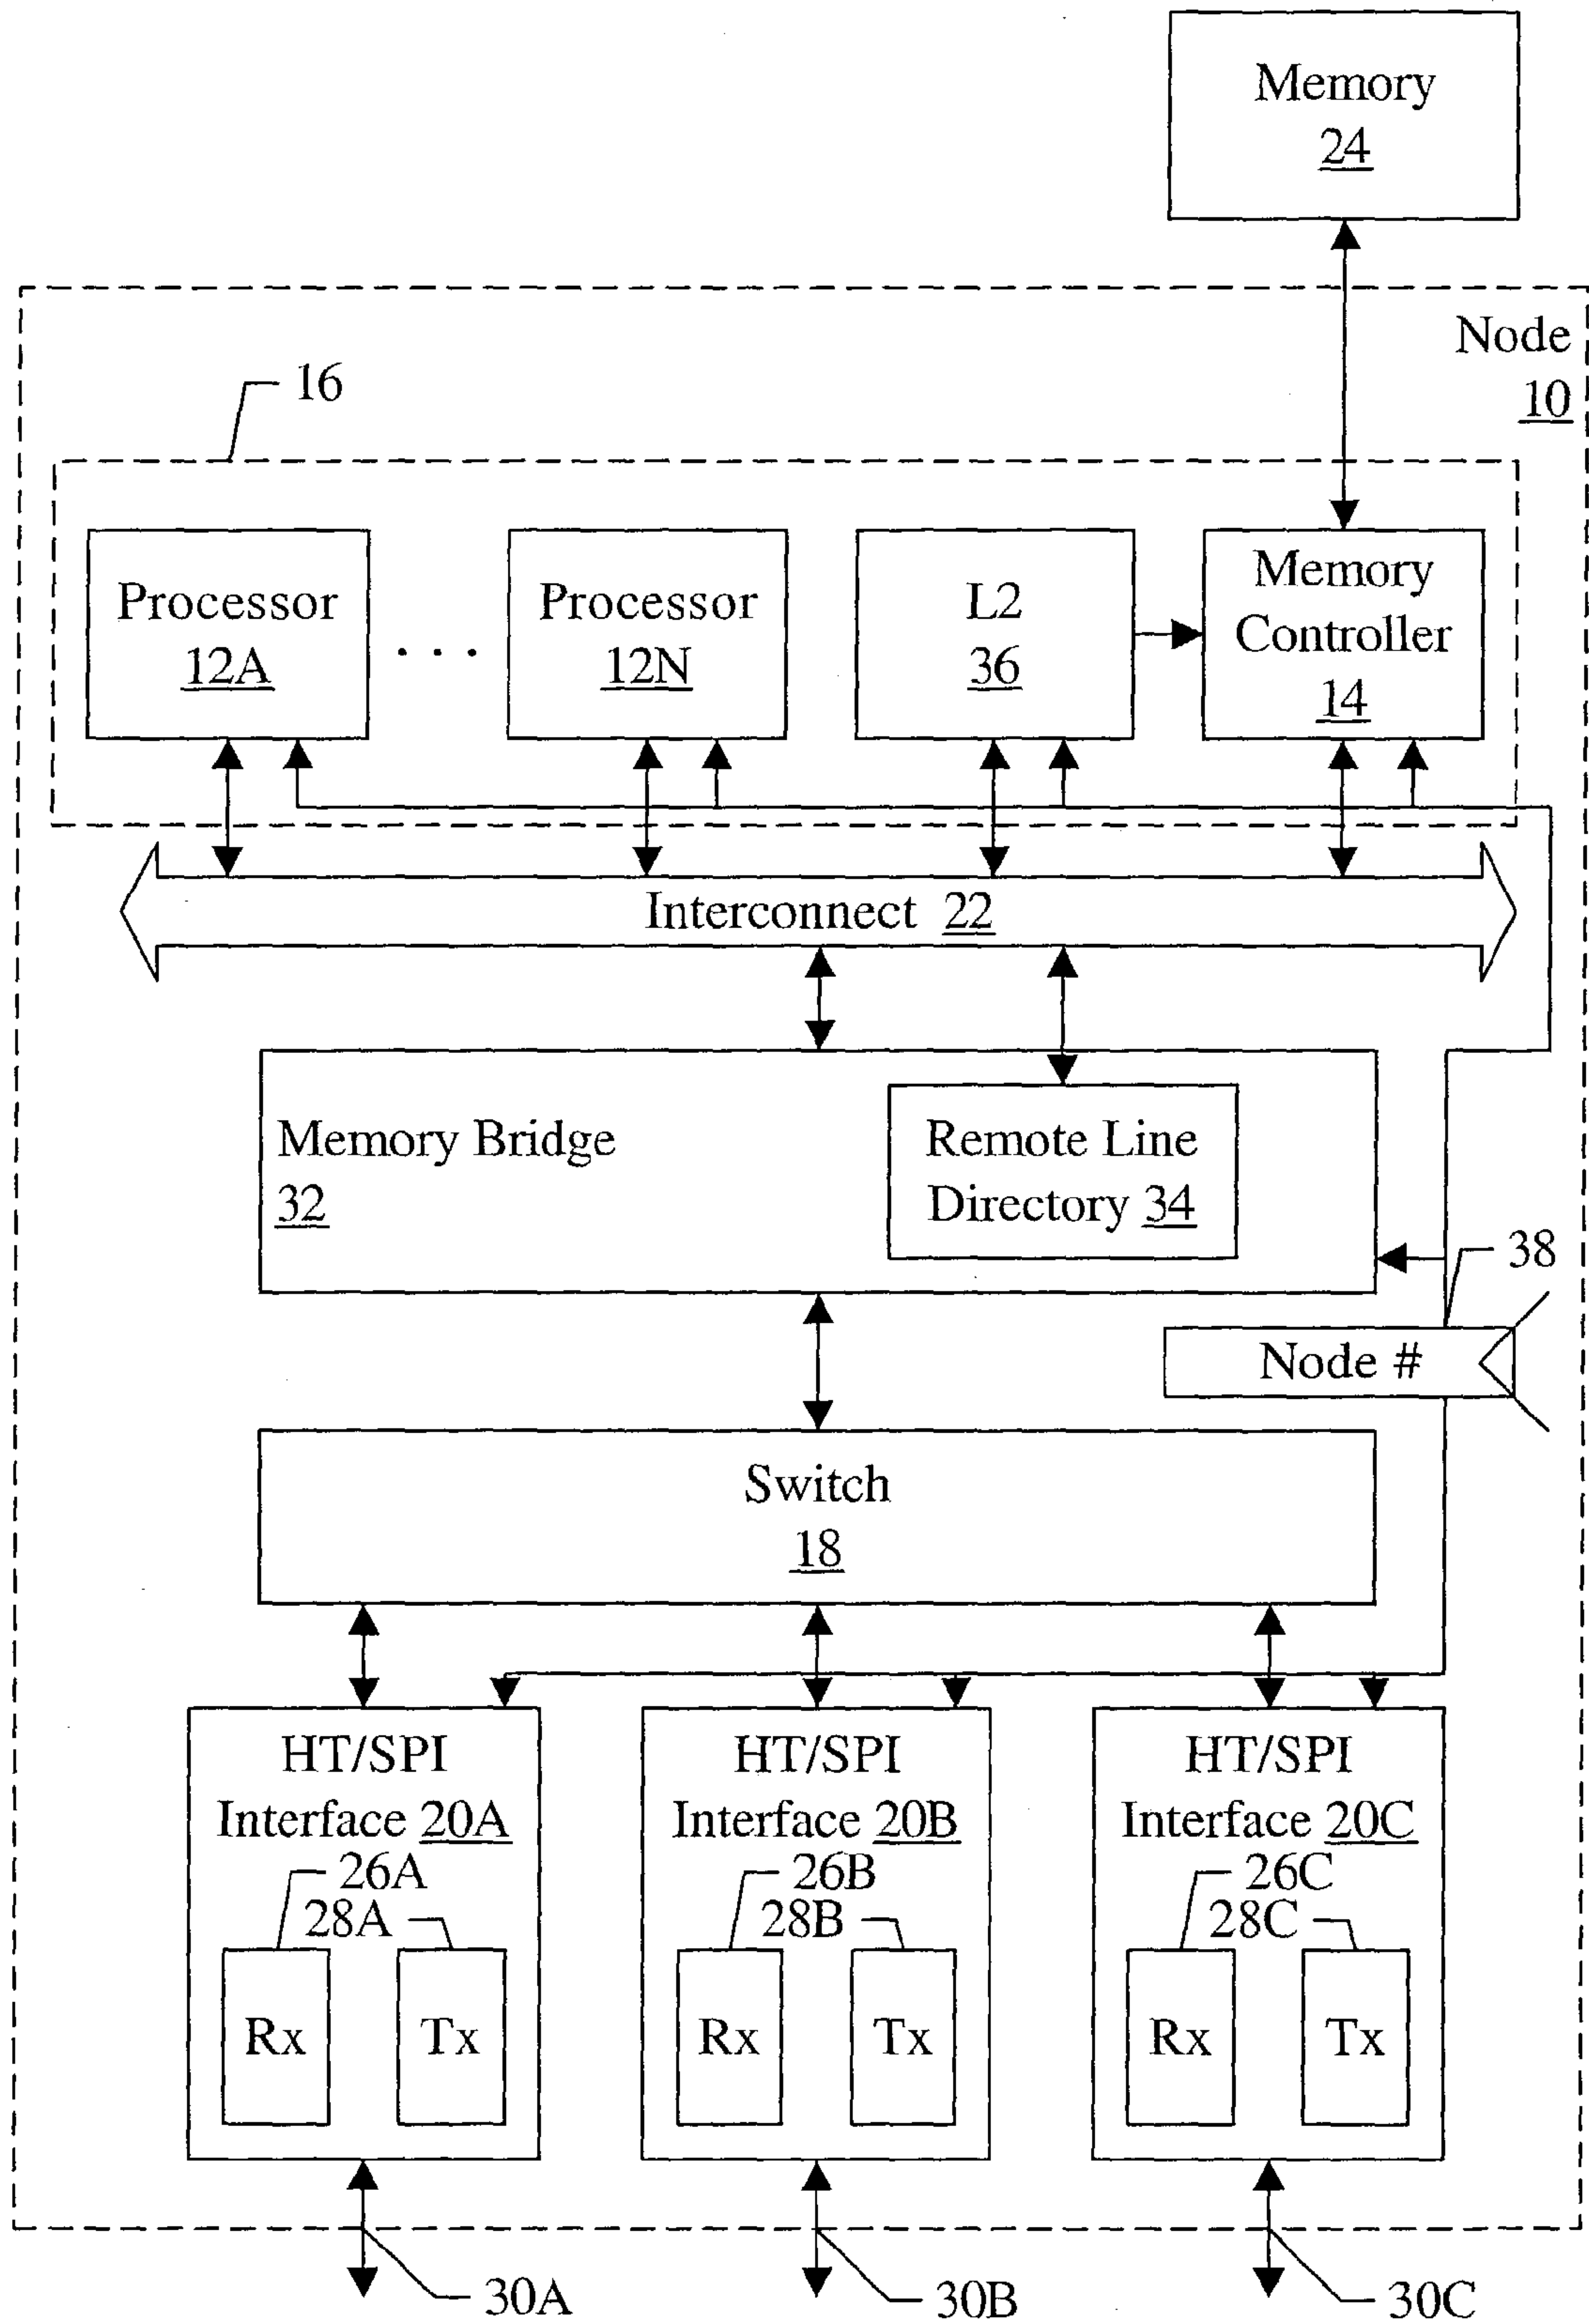 Memory
24
Node
10
16
Processor
12A
. . .
Processor
12N
L2
36
Memory
Controller
14
Interconnect 22
Memory Bridge
32
Remote Line
Directory 34
38
Node #
Switch
18
HT/SPI
Interface 20A
26A
28A
Rx
Tx
HT/SPI
Interface 20B
26B
28B
Rx
Tx
HT/SPI
Interface 20C
26C
28C
Rx
Tx
30A
30B
30C